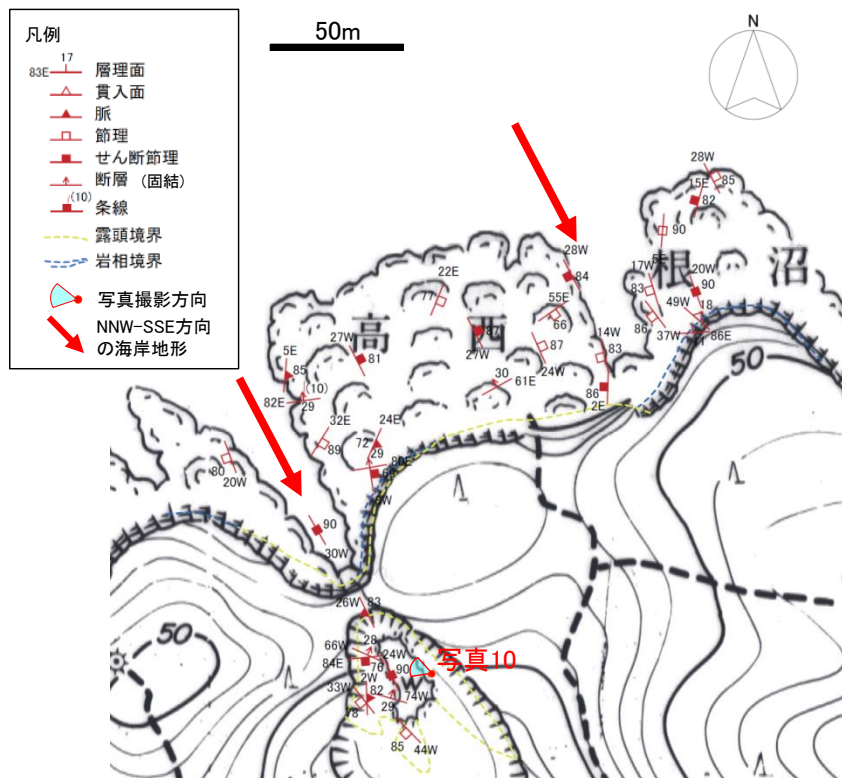 凡例
17
83E 層理面
貫入面
脈
節理
せん断節理
断層 (固結)
(10)
条線
露頭境界
岩相境界
写真撮影方向
NNW-SSE方向
の海岸地形
50m
N
28W
85
15E
82
90
17W
83
20W
90
49W
18
86
37W
86E
根 沼
高 西
28W
84
22E
77
55E
66
87
27W
87
24W
14W
83
86
2E
30
61E
27W
81
5E
85
(10)
82E
29
32E
89
24E
72
29
80E
80
20W
90
30W
50
50
26W
83
66W
28
84E
24W
76
90
2W
33W
82
74W
78
29
85
44W
写真10